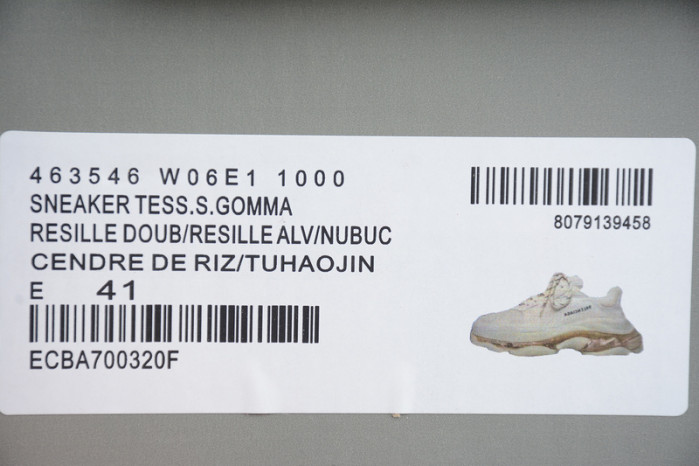 463546 W06E1 1000
SNEAKER TESS.S.GOMMA
RESILLE DOUB/RESILLE ALV/NUBUC
CENDRE DE RIZ/TUHAOJIN
E 41
ECBA700320F
8079139458